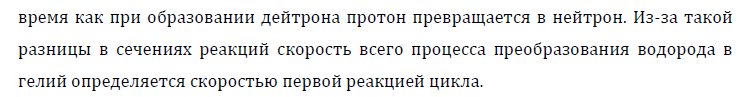 время как при образовании дейтрона протон превращается в нейтрон. Из-за такой
разницы в сечениях реакций скорость всего процесса преобразования водорода в
гелий определяется скоростью первой реакцией цикла.